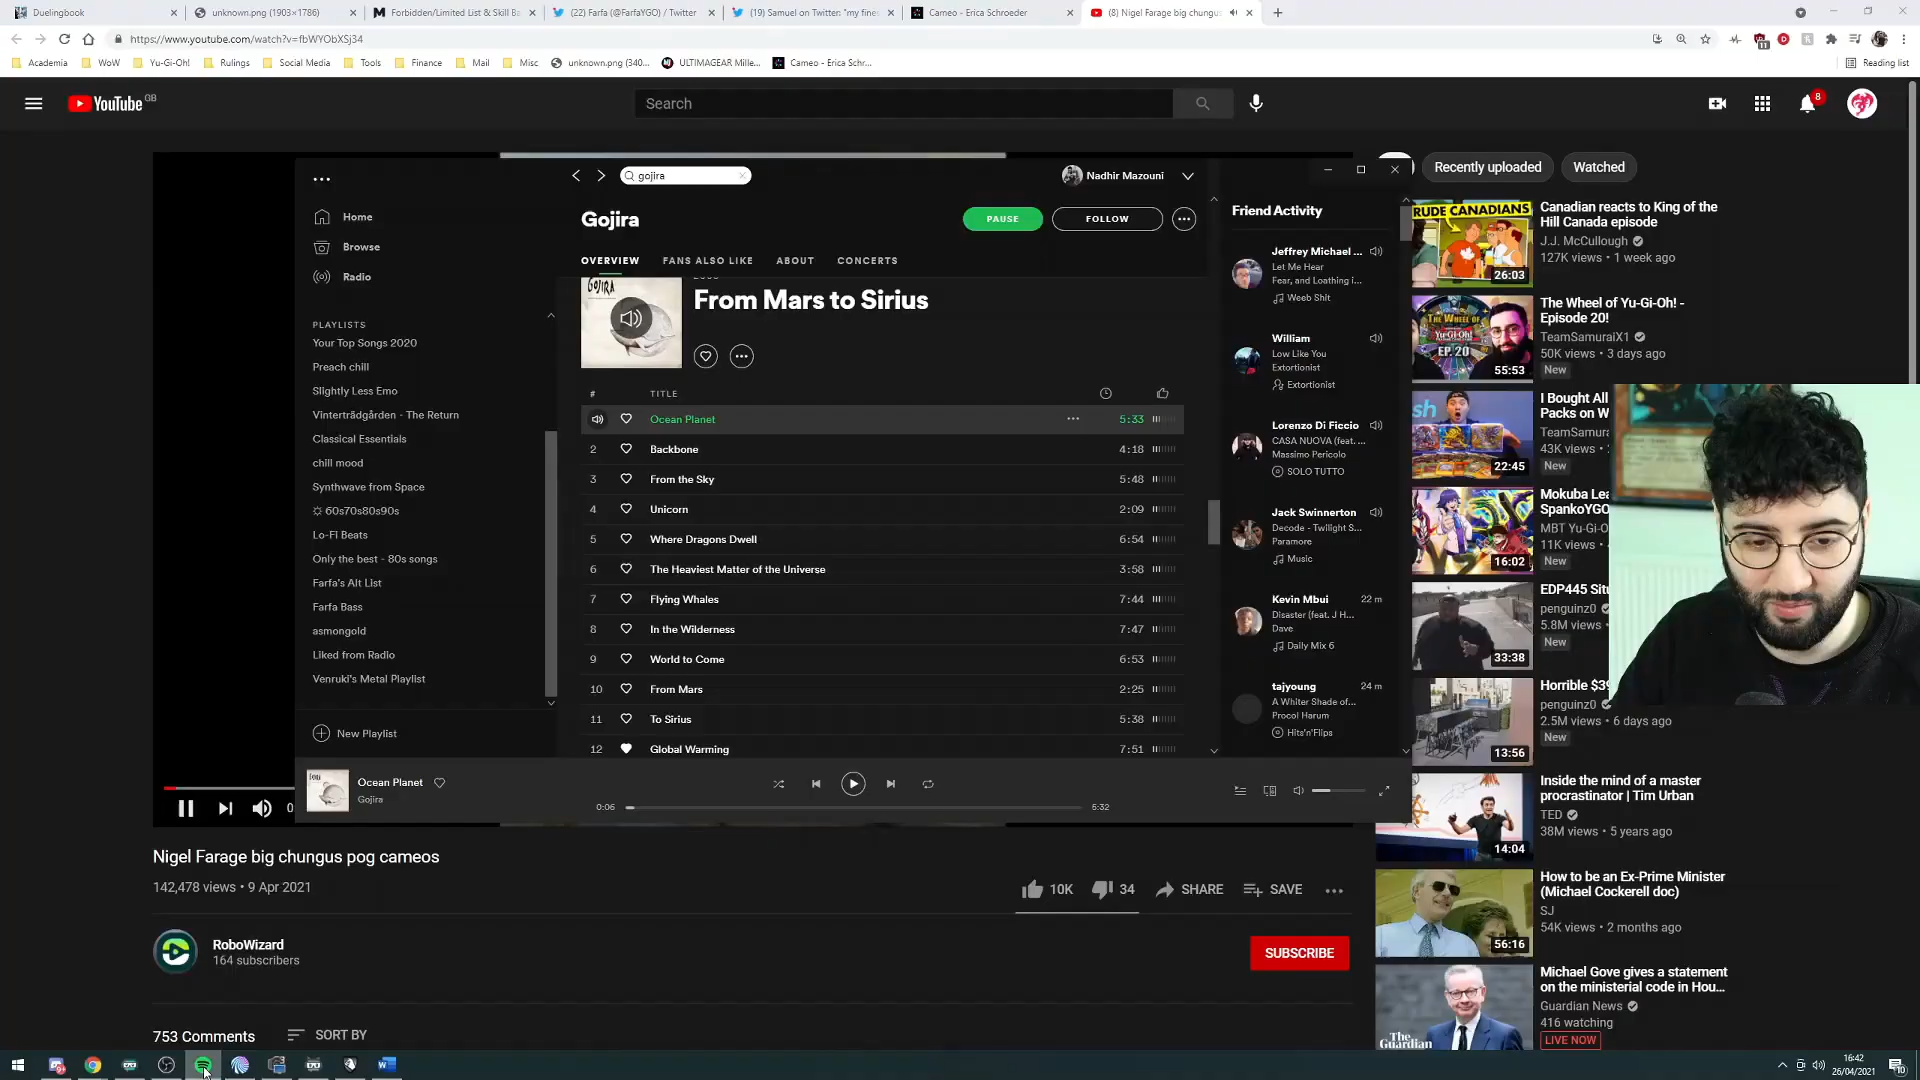 Duelingbook
unknown.png (1903×1786)
Forbidden/Limited List & Skill Ba
(22) Farfa (@FarfaYGO) / Twitter
(19) Samuel on Twitter: "my fines
Cameo - Erica Schroeder
(8) Nigel Farage big chungus
https://www.youtube.com/watch?v=fbWYObXSj34
Academia
WoW
Yu-Gi-Oh!
Rulings
Social Media
Tools
Finance
Mail
Misc
unknown.png (340...
ULTIMAGEAR Mille...
Cameo - Erica Schr...
Reading list
YouTube GB
Search
8
Recently uploaded
Watched
gojira
Nadhir Mazouni
Home
Browse
Radio
PLAYLISTS
Your Top Songs 2020
Preach chill
Slightly Less Emo
Vinterträdgården - The Return
Classical Essentials
chill mood
Synthwave from Space
60s70s80s90s
Lo-Fi Beats
Only the best - 80s songs
Farfa's Alt List
Farfa Bass
asmongold
Liked from Radio
Venruki's Metal Playlist
New Playlist
Gojira
PAUSE
FOLLOW
OVERVIEW
FANS ALSO LIKE
ABOUT
CONCERTS
GOJIRA
From Mars to Sirius
# TITLE
Ocean Planet 5:33
2 Backbone 4:18
3 From the Sky 5:48
4 Unicorn 2:09
5 Where Dragons Dwell 6:54
6 The Heaviest Matter of the Universe 3:58
7 Flying Whales 7:44
8 In the Wilderness 7:47
9 World to Come 6:53
10 From Mars 2:25
11 To Sirius 5:38
12 Global Warming 7:51
Friend Activity
Jeffrey Michael ...
Let Me Hear
Fear, and Loathing i...
Weeb Shit
William
Low Like You
Extortionist
Extortionist
Lorenzo Di Ficcio
CASA NUOVA (feat. ...
Massimo Pericolo
SOLO TUTTO
Jack Swinnerton
Decode - Twilight S...
Paramore
Music
Kevin Mbui 22 m
Disaster (feat. J H...
Dave
Daily Mix 6
tajyoung 24 m
A Whiter Shade of...
Procol Harum
Hits'n'Flips
Ocean Planet
Gojira
0:06
5:32
RUDE CANADIANS
26:03
Canadian reacts to King of the
Hill Canada episode
J.J. McCullough
127K views • 1 week ago
THE WHEEL OF
YU-GI-OH!
EP. 20
55:53
The Wheel of Yu-Gi-Oh! -
Episode 20!
TeamSamuraiX1
50K views • 3 days ago
New
22:45
I Bought All
Packs on W
TeamSamura
43K views •
New
16:02
Mokuba Lea
SpankoYGO
MBT Yu-Gi-O
11K views •
New
33:38
EDP445 Situ
penguinz0
5.8M views
New
13:56
Horrible $39
penguinz0
2.5M views • 6 days ago
New
14:04
Inside the mind of a master
procrastinator | Tim Urban
TED
38M views • 5 years ago
56:16
How to be an Ex-Prime Minister
(Michael Cockerell doc)
SJ
54K views • 2 months ago
The
Guardian
Michael Gove gives a statement
on the ministerial code in Hou...
Guardian News
416 watching
LIVE NOW
Nigel Farage big chungus pog cameos
142,478 views • 9 Apr 2021
10K
34
SHARE
SAVE
RoboWizard
164 subscribers
SUBSCRIBE
753 Comments
SORT BY
16:42
26/04/2021